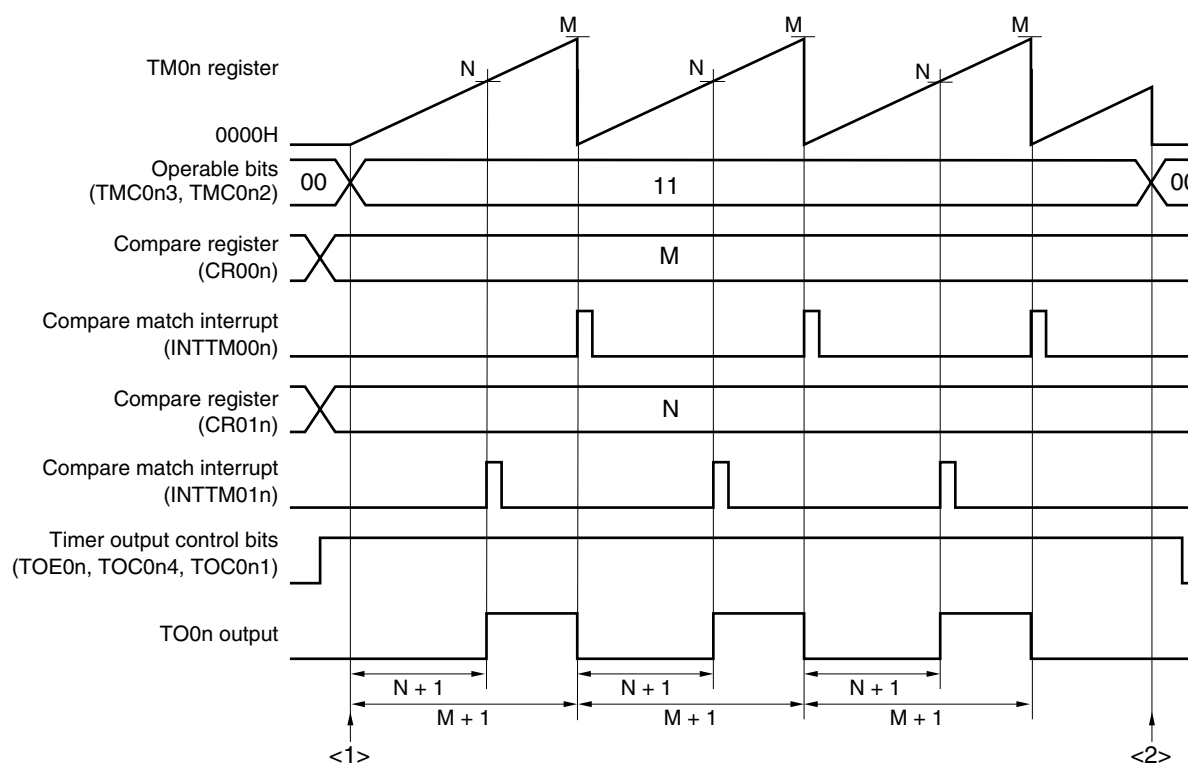 M M M
TM0n register
N N N
0000H
Operable bits
(TMC0n3, TMC0n2)
00 11 00
Compare register
(CR00n)
M
Compare match interrupt
(INTTM00n)
Compare register
(CR01n)
N
Compare match interrupt
(INTTM01n)
Timer output control bits
(TOE0n, TOC0n4, TOC0n1)
TO0n output
N + 1 N + 1 N + 1
M + 1 M + 1 M + 1
<1> <2>